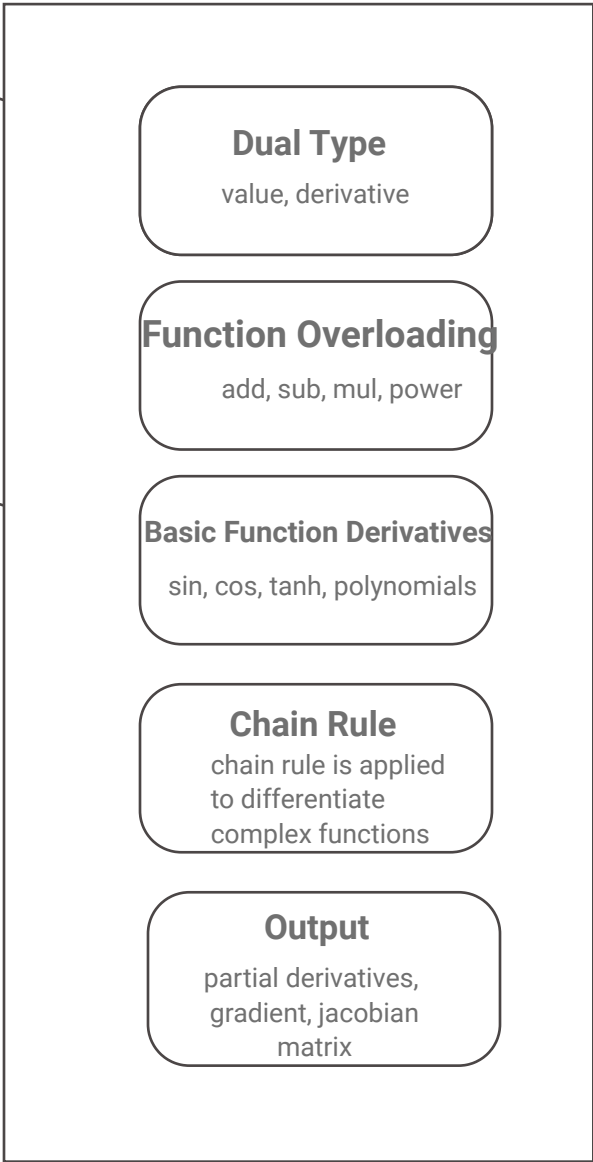 Dual Type
value, derivative
Function Overloading
add, sub, mul, power
Basic Function Derivatives
sin, cos, tanh, polynomials
Chain Rule
chain rule is applied
to differentiate
complex functions
Output
partial derivatives,
gradient, jacobian
matrix